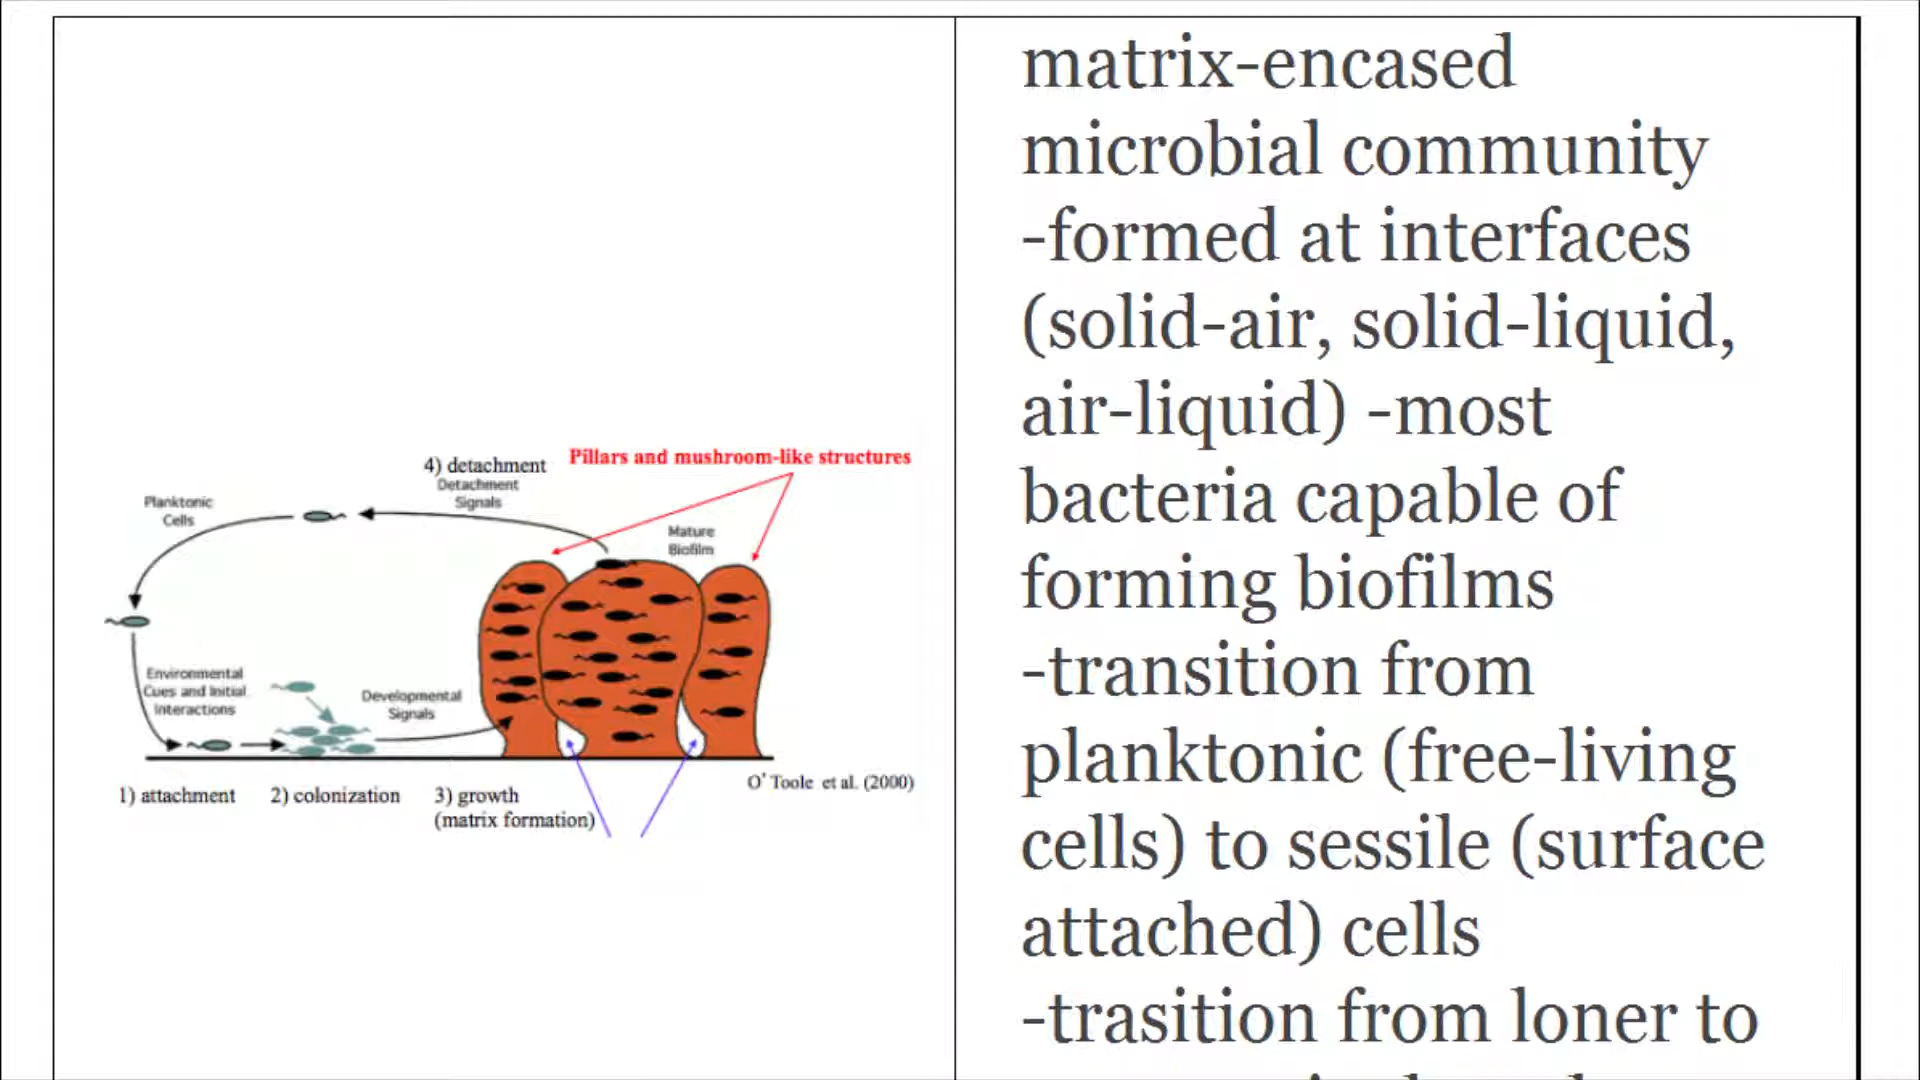 4) detachment
Detachment
Signals
Pillars and mushroom-like structures
Planktonic
Cells
Mature
Biofilm
Environmental
Cues and Initial
Interactions
Developmental
Signals
1) attachment
2) colonization
3) growth
(matrix formation)
O' Toole et al. (2000)
matrix-encased
microbial community
-formed at interfaces
(solid-air, solid-liquid,
air-liquid) -most
bacteria capable of
forming biofilms
-transition from
planktonic (free-living
cells) to sessile (surface
attached) cells
-trasition from loner to